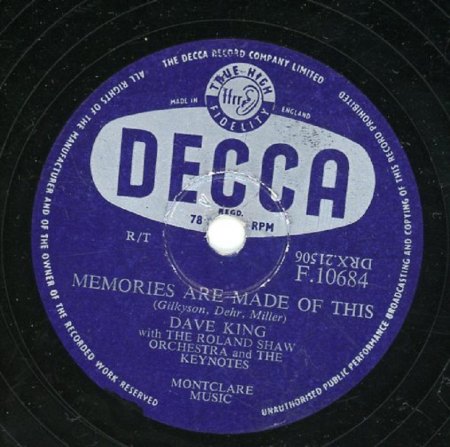 THE DECCA RECORD COMPANY LIMITED
ALL RIGHTS OF THE MANUFACTURER AND OF THE OWNER OF THE RECORDED WORK RESERVED
UNAUTHORISED PUBLIC PERFORMANCE BROADCASTING AND COPYING OF THIS RECORD PROHIBITED
TRUE HIGH
ffrr
FIDELITY
MADE IN
ENGLAND
DECCA
REGD.
78 RPM
R/T
DRX.21506
F.10684
MEMORIES ARE MADE OF THIS
(Gilkyson, Dehr, Miller)
DAVE KING
with THE ROLAND SHAW
ORCHESTRA and THE
KEYNOTES
MONTCLARE
MUSIC